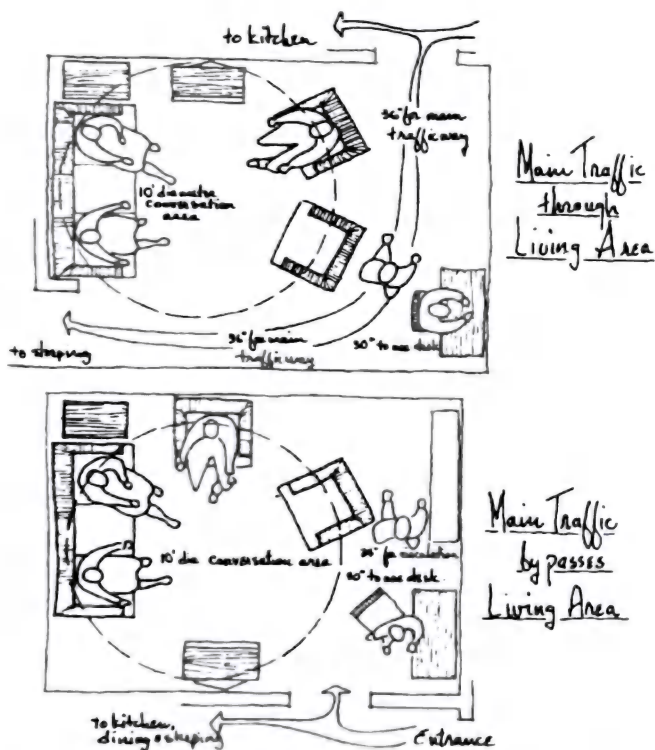 to kitchen
36" for main
trafficway
Main Traffic
through
Living Area
10' diametre
conversation
area
36" for main
trafficway
30" to use desk
to sleeping
Main Traffic
by passes
Living Area
10' dia conversation area
24" for circulation
30" to use desk
to kitchen,
dining & sleeping
Entrance